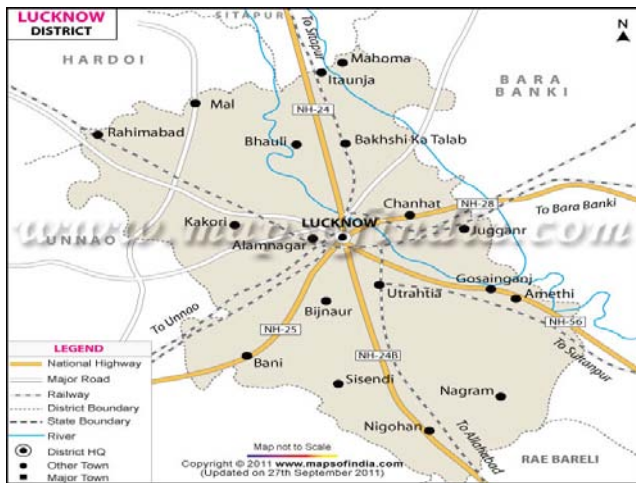 LUCKNOW
DISTRICT
SITAPUR
To Sitapur
N
HARDOI
Mahoma
Itaunja
BARA
BANKI
Mal
NH-24
Rahimabad
Bhauli
Bakhshi Ka Talab
Chanhat
NH-28
To Bara Banki
Kakori
LUCKNOW
www.mapsofindia.com
UNNAO
Alamnagar
Jugganr
Gosainganj
Utrahtia
Amethi
Bijnaur
To Unnao
NH-56
NH-25
To Sultanpur
LEGEND
National Highway
Major Road
Railway
District Boundary
State Boundary
River
District HQ
Other Town
Major Town
Bani
NH-24B
Sisendi
Nagram
Nigohan
To Allahabad
RAE BARELI
Map not to Scale
Copyright © 2011 www.mapsofindia.com
(Updated on 27th September 2011)